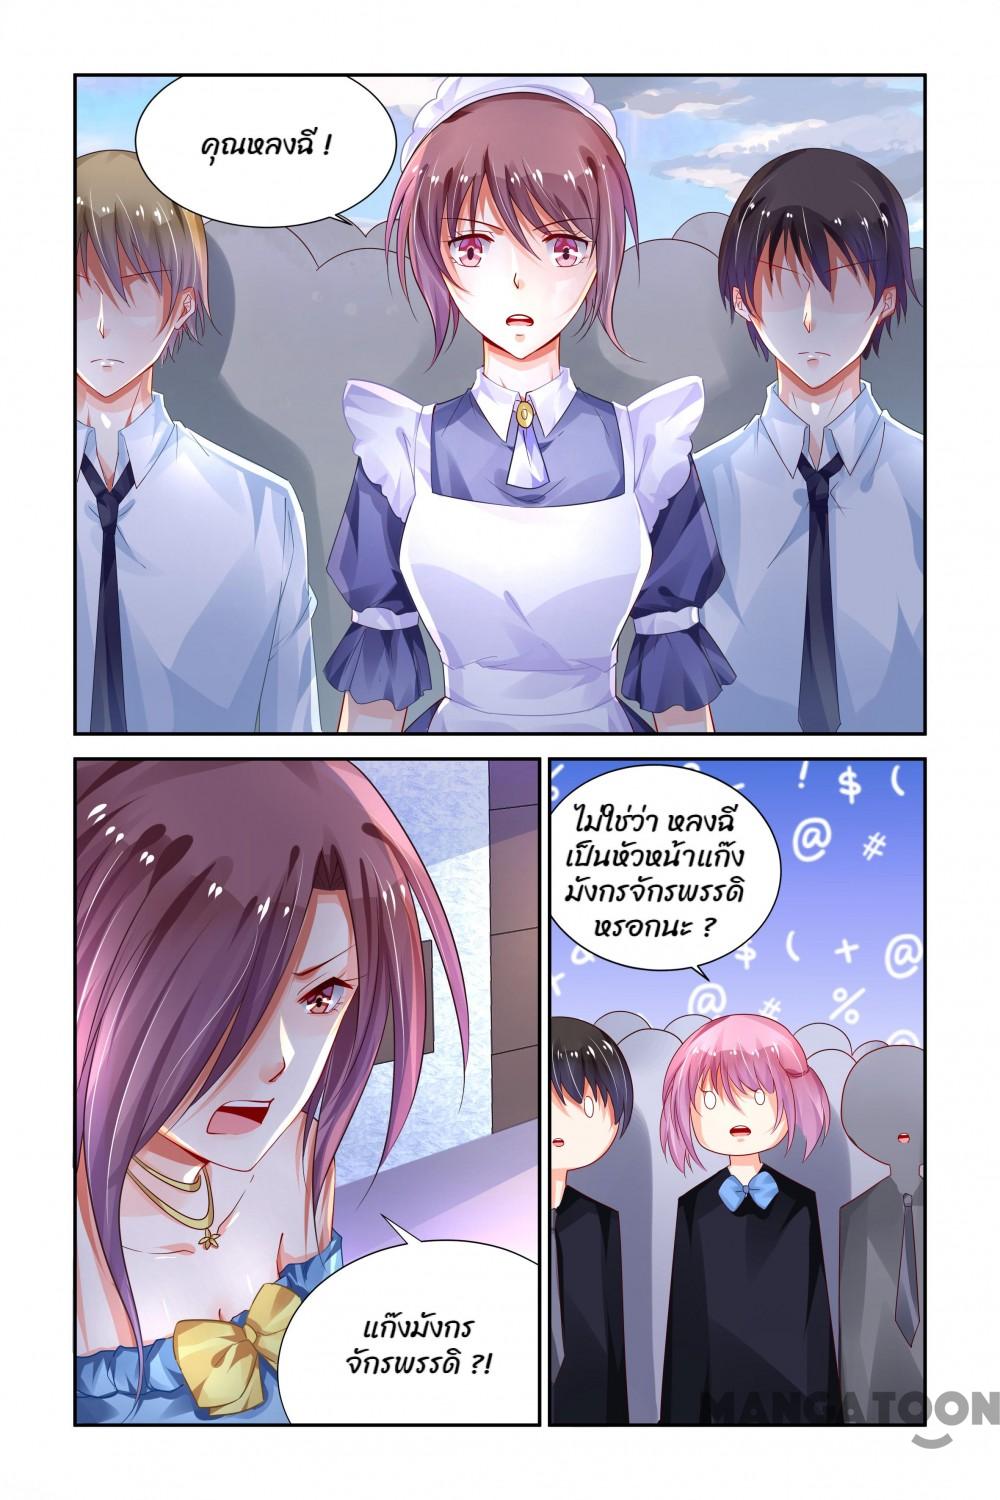 คุณหลงฉี !
ไม่ใช่ว่า หลงฉี
เป็นหัวหน้าแก๊ง
มังกรจักรพรรดิ
หรอกนะ ?
แก๊งมังกร
จักรพรรดิ ?!
MANGATOON